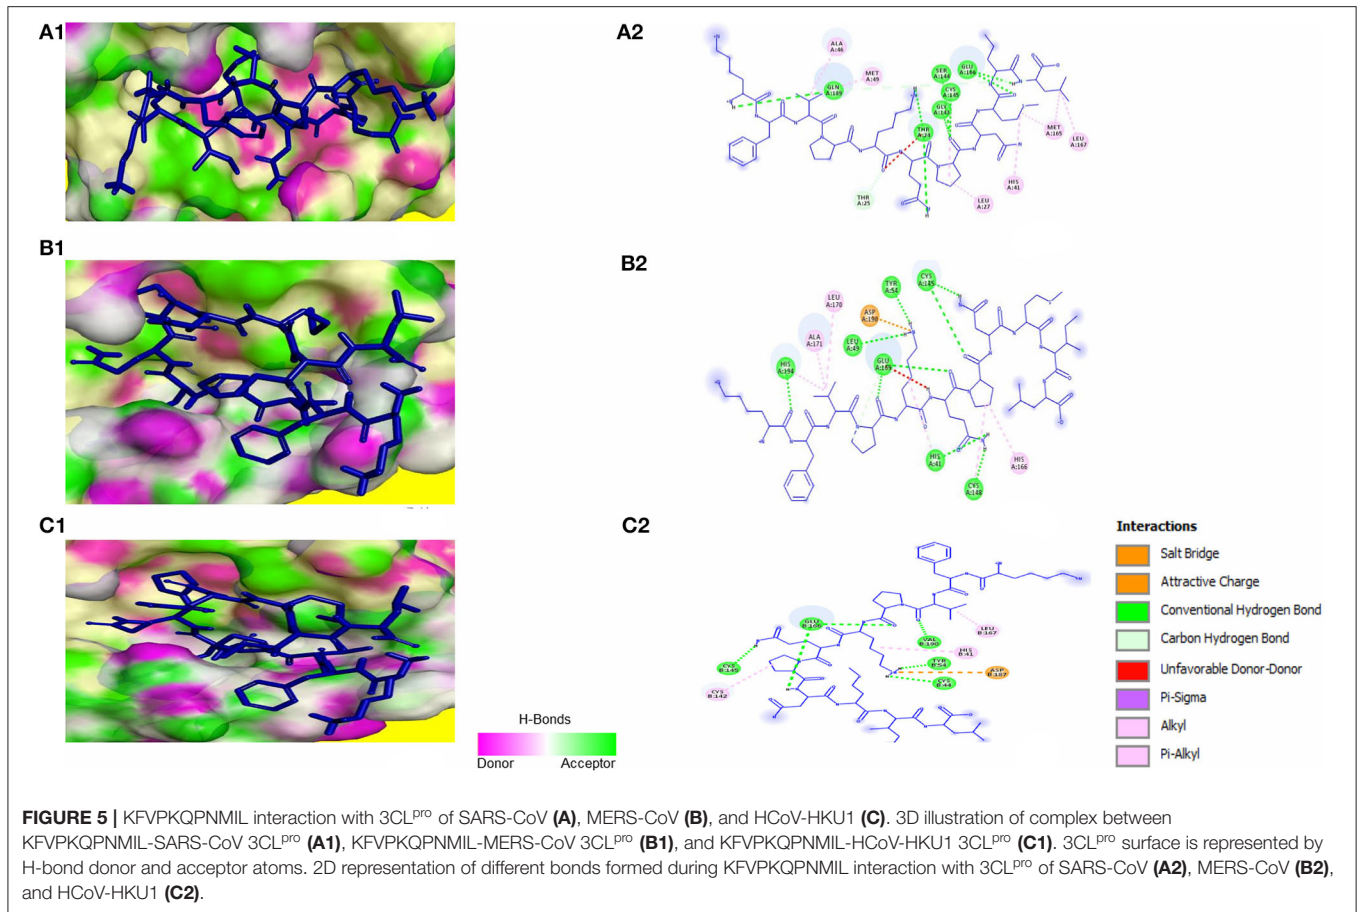 A1
A2
ALA
A:46
MET
A:49
GLN
A:189
SER
A:144
GLU
A:166
CYS
A:145
GLY
A:143
THR
A:24
MET
A:165
LEU
A:167
HIS
A:41
THR
A:25
LEU
A:27
B1
B2
TYR
A:54
CYS
A:145
LEU
A:170
ASP
A:190
ALA
A:171
LEU
A:49
HIS
A:194
GLU
A:169
HIS
A:41
HIS
A:166
CYS
A:148
C1
C2
GLU
B:166
LEU
B:167
VAL
B:190
HIS
B:41
TYR
B:54
CYS
B:145
ASP
B:187
CYS
B:44
CYS
B:142
H-Bonds
Donor
Acceptor
Interactions
Salt Bridge
Attractive Charge
Conventional Hydrogen Bond
Carbon Hydrogen Bond
Unfavorable Donor-Donor
Pi-Sigma
Alkyl
Pi-Alkyl
FIGURE 5 | KFVPKQPNMIL interaction with 3CLpro of SARS-CoV (A), MERS-CoV (B), and HCoV-HKU1 (C). 3D illustration of complex between
KFVPKQPNMIL-SARS-CoV 3CLpro (A1), KFVPKQPNMIL-MERS-CoV 3CLpro (B1), and KFVPKQPNMIL-HCoV-HKU1 3CLpro (C1). 3CLpro surface is represented by
H-bond donor and acceptor atoms. 2D representation of different bonds formed during KFVPKQPNMIL interaction with 3CLpro of SARS-CoV (A2), MERS-CoV (B2),
and HCoV-HKU1 (C2).